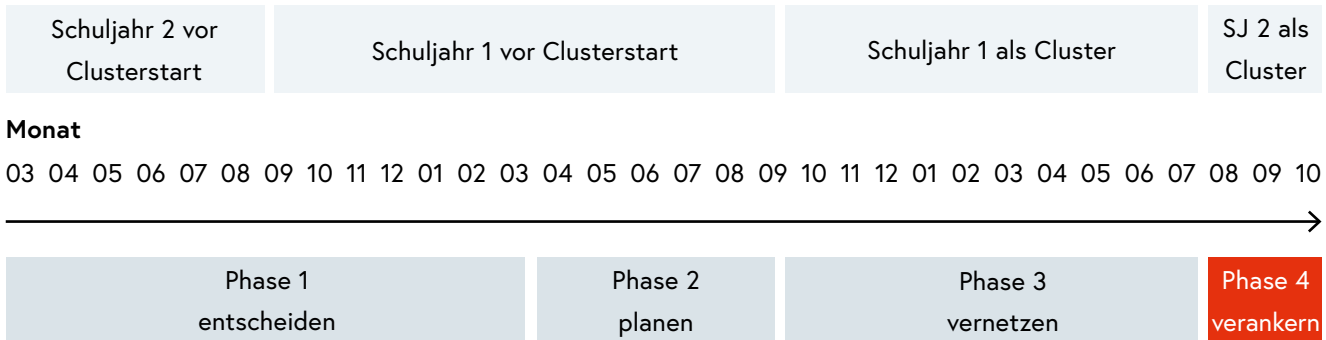 Schuljahr 2 vor
Clusterstart
Schuljahr 1 vor Clusterstart
Schuljahr 1 als Cluster
SJ 2 als
Cluster
Monat
03 04 05 06 07 08 09 10 11 12 01 02 03 04 05 06 07 08 09 10 11 12 01 02 03 04 05 06 07 08 09 10
Phase 1
entscheiden
Phase 2
planen
Phase 3
vernetzen
Phase 4
verankern